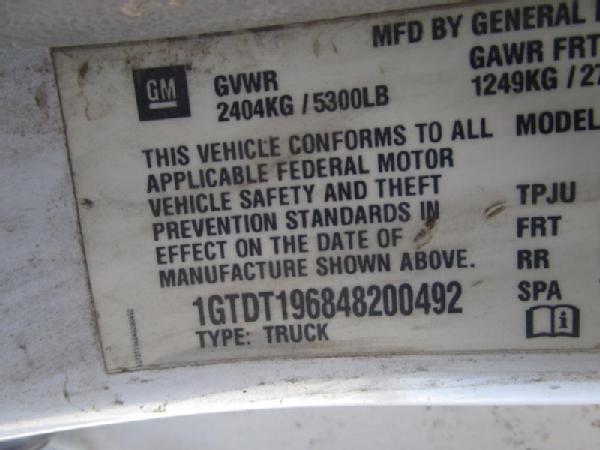 MFD BY GENERAL
GM
GVWR
GAWR FRT
2404KG / 5300LB
1249KG / 27
THIS VEHICLE CONFORMS TO ALL
MODEL
APPLICABLE FEDERAL MOTOR
VEHICLE SAFETY AND THEFT
TPJU
PREVENTION STANDARDS IN
FRT
EFFECT ON THE DATE OF
RR
MANUFACTURE SHOWN ABOVE.
SPA
1GTDT196848200492
TYPE: TRUCK